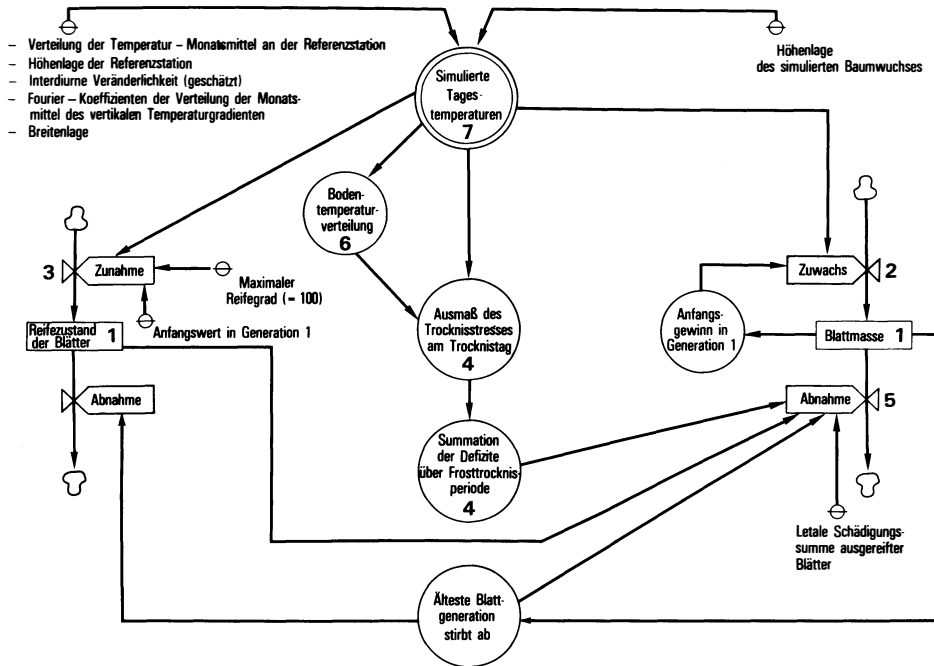 – Verteilung der Temperatur – Monatsmittel an der Referenzstation
– Höhenlage der Referenzstation
– Interdiurne Veränderlichkeit (geschätzt)
– Fourier – Koeffizienten der Verteilung der Monats-
mittel des vertikalen Temperaturgradienten
– Breitenlage
Simulierte
Tages-
temperaturen
7
Höhenlage
des simulierten Baumwuchses
Boden-
temperatur-
verteilung
6
3
Zunahme
Maximaler
Reifegrad (= 100)
Anfangswert in Generation 1
Reifezustand
der Blätter
1
Abnahme
Ausmaß des
Trocknisstresses
am Trocknistag
4
Summation
der Defizite
über Frosttrocknis-
periode
4
Zuwachs
2
Anfangs-
gewinn in
Generation 1
Blattmasse 1
Abnahme
5
Letale Schädigungs-
summe ausgereifter
Blätter
Älteste Blatt-
generation
stirbt ab